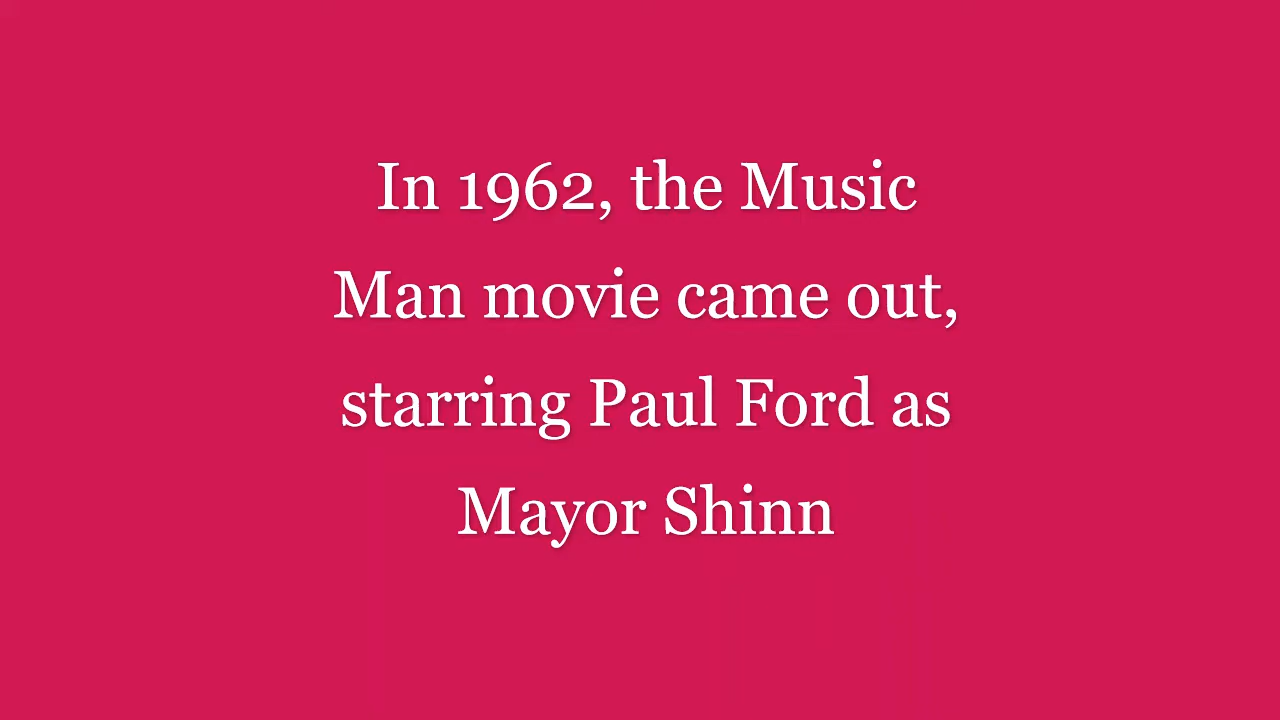 In 1962, the Music
Man movie came out,
starring Paul Ford as
Mayor Shinn